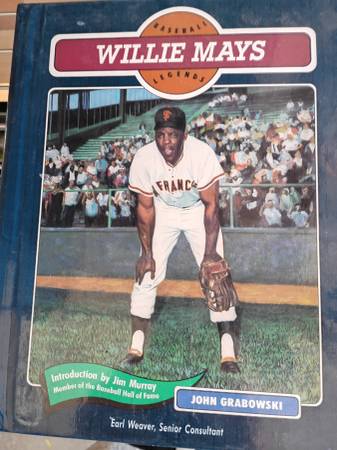 BASEBALL
WILLIE MAYS
LEGENDS
FRANC
Introduction by Jim Murray
Member of the Baseball Hall of Fame
JOHN GRABOWSKI
Earl Weaver, Senior Consultant